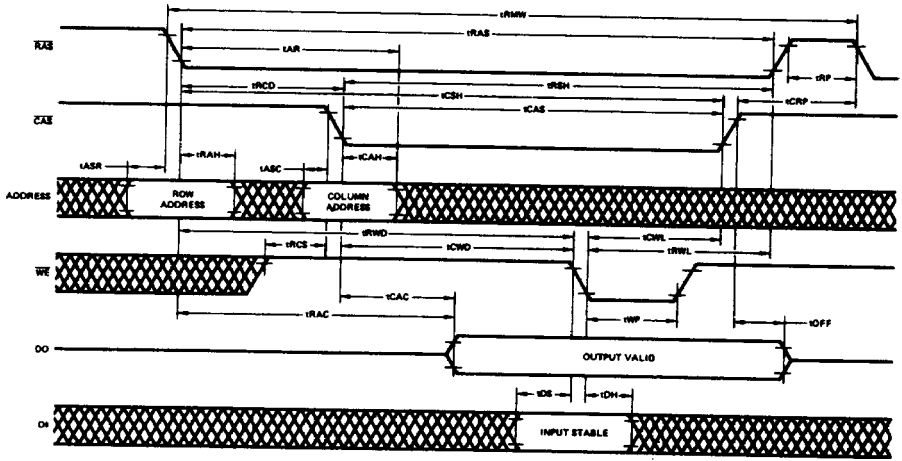 tRMW
tRAS
RAS
tAR
tRP
tRCD
tRSH
tCSH
tCRP
CAS
tCAS
tASR
tRAH
tASC
tCAH
ADDRESS
ROW
ADDRESS
COLUMN
ADDRESS
tRWD
tCWL
tRCS
tCWD
tRWL
WE
tCAC
tWP
tRAC
tOFF
DO
OUTPUT VALID
tDS
tDH
DI
INPUT STABLE